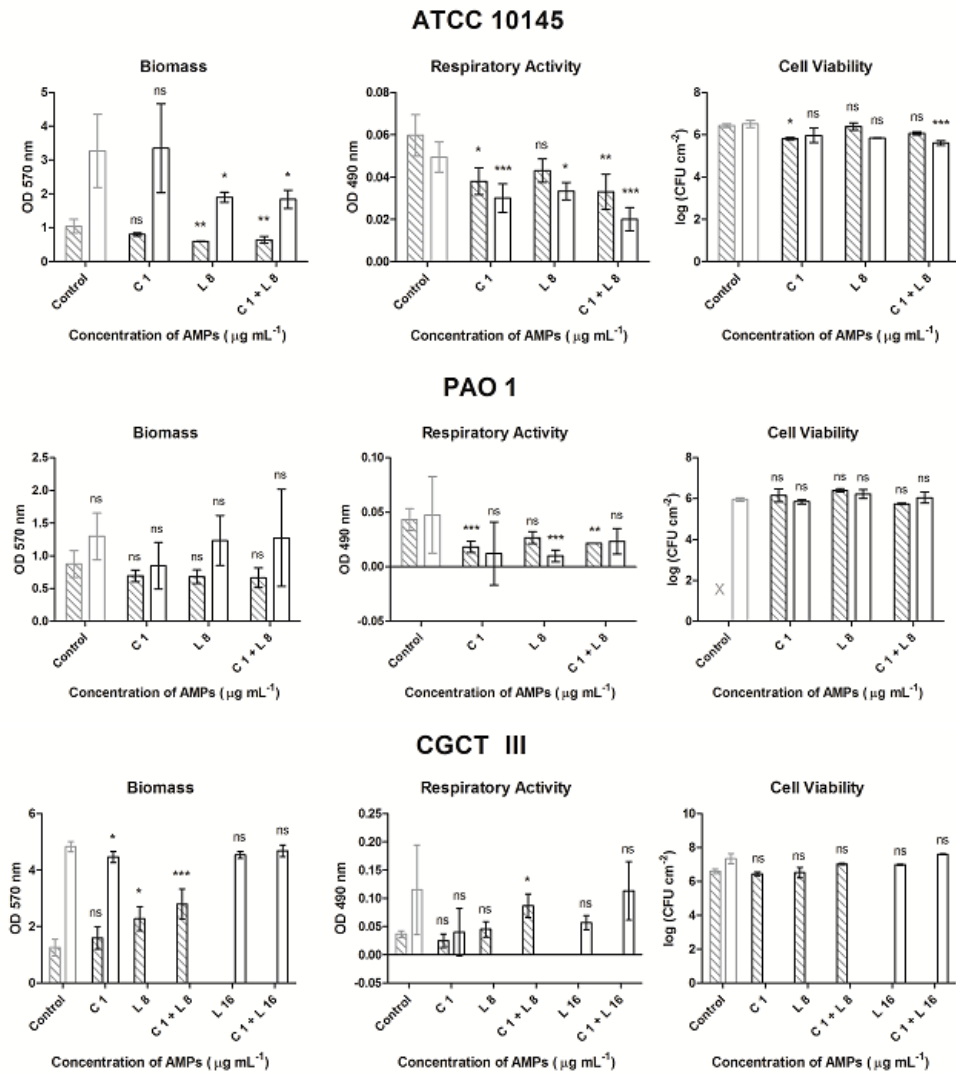 ATCC 10145
Biomass
OD 570 nm
5
4
3
2
1
0
ns
ns
**
*
**
*
Control
C 1
L 8
C 1 + L 8
Concentration of AMPs ( μg mL⁻¹)
Respiratory Activity
OD 490 nm
0.08
0.06
0.04
0.02
0.00
*
***
ns
*
**
***
Control
C 1
L 8
C 1 + L 8
Concentration of AMPs ( μg mL⁻¹)
Cell Viability
log (CFU cm⁻²)
8
6
4
2
0
*
ns
ns
ns
ns
***
Control
C 1
L 8
C 1 + L 8
Concentration of AMPs ( μg mL⁻¹)
PAO 1
Biomass
OD 570 nm
2.5
2.0
1.5
1.0
0.5
0.0
ns
ns
ns
ns
ns
ns
ns
Control
C 1
L 8
C 1 + L 8
Concentration of AMPs ( μg mL⁻¹)
Respiratory Activity
OD 490 nm
0.10
0.05
0.00
-0.05
***
ns
ns
***
**
ns
Control
C 1
L 8
C 1 + L 8
Concentration of AMPs ( μg mL⁻¹)
Cell Viability
log (CFU cm⁻²)
8
6
4
2
0
X
ns
ns
ns
ns
ns
ns
Control
C 1
L 8
C 1 + L 8
Concentration of AMPs ( μg mL⁻¹)
CGCT III
Biomass
OD 570 nm
6
4
2
0
ns
*
*
***
ns
ns
Control
C 1
L 8
C 1 + L 8
L 16
C 1 + L 16
Concentration of AMPs ( μg mL⁻¹)
Respiratory Activity
OD 490 nm
0.25
0.20
0.15
0.10
0.05
0.00
-0.05
ns
ns
ns
*
ns
ns
Control
C 1
L 8
C 1 + L 8
L 16
C 1 + L 16
Concentration of AMPs ( μg mL⁻¹)
Cell Viability
log (CFU cm⁻²)
10
8
6
4
2
0
ns
ns
ns
ns
ns
Control
C 1
L 8
C 1 + L 8
L 16
C 1 + L 16
Concentration of AMPs ( μg mL⁻¹)